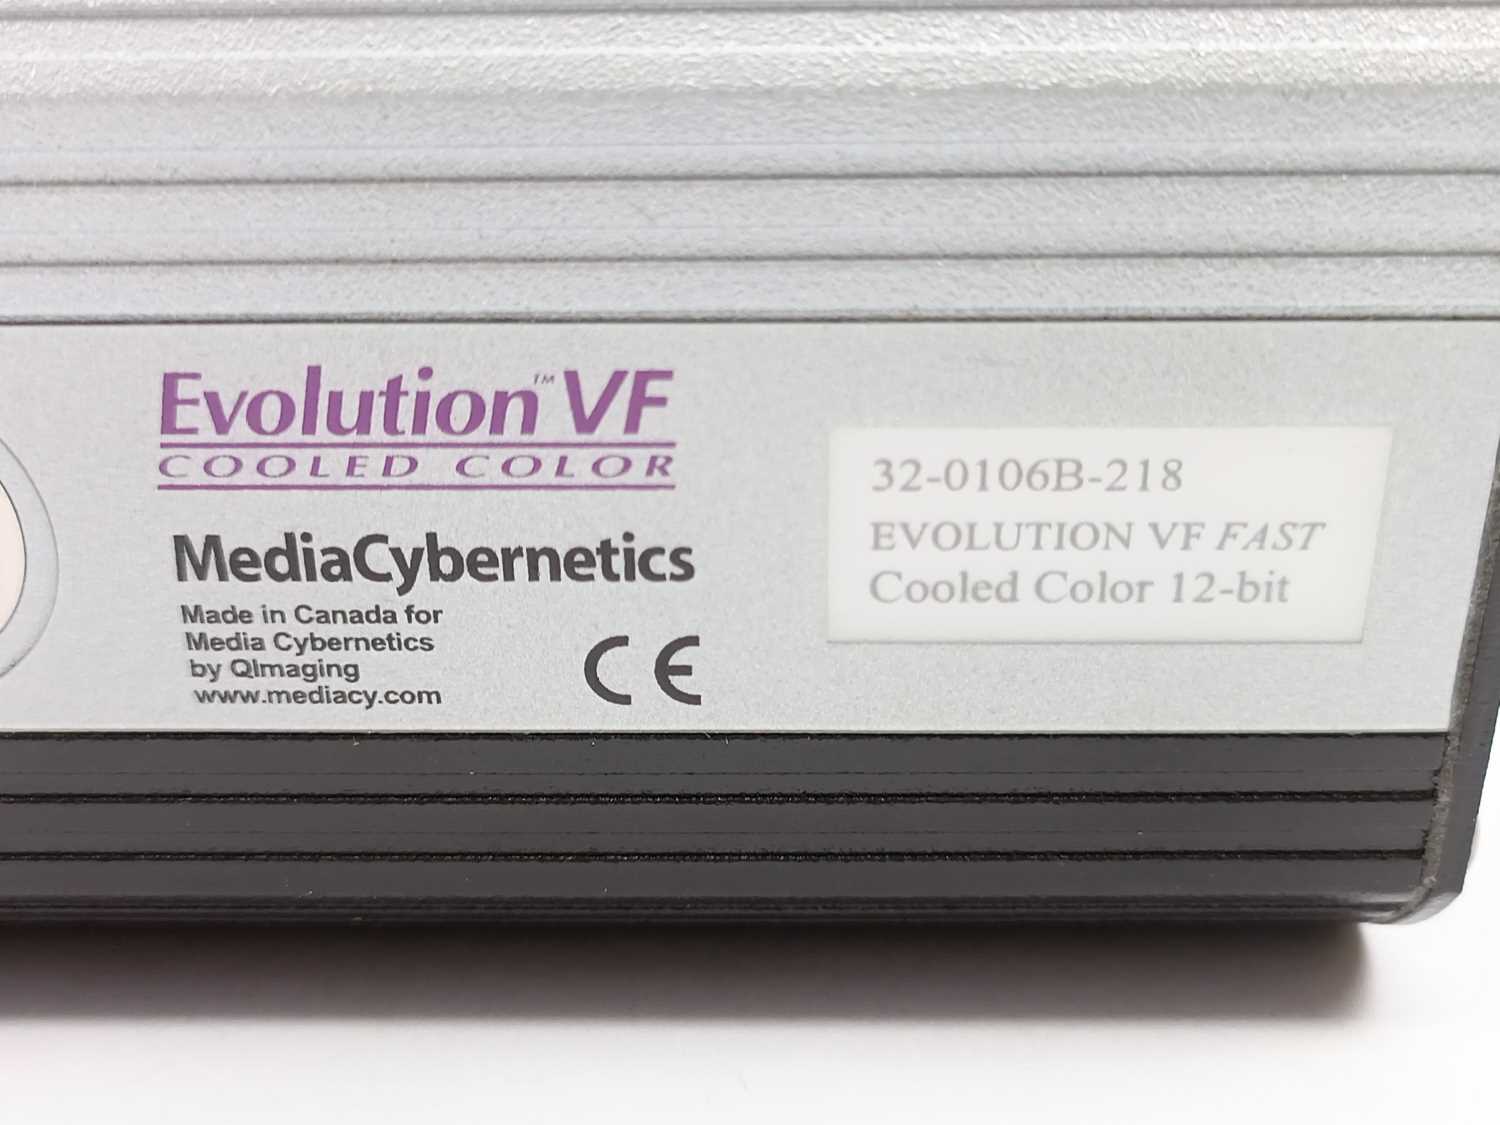 Evolution™ VF
COOLED COLOR
MediaCybernetics
Made in Canada for
Media Cybernetics
by QImaging
www.mediacy.com
CE
32-0106B-218
EVOLUTION VF FAST
Cooled Color 12-bit